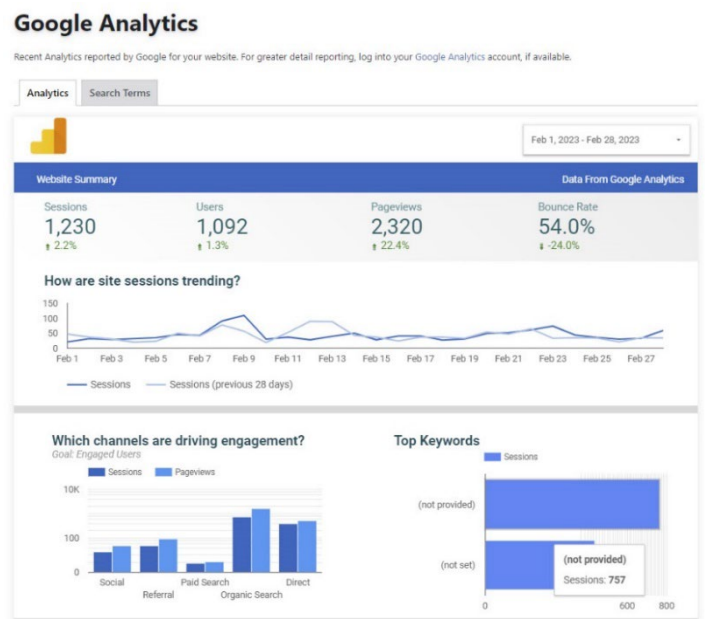 Google Analytics
Recent Analytics reported by Google for your website. For greater detail reporting, log into your Google Analytics account, if available.
Analytics
Search Terms
Feb 1, 2023 - Feb 28, 2023
Website Summary
Data From Google Analytics
Sessions
1,230
2.2%
Users
1,092
1.3%
Pageviews
2,320
22.4%
Bounce Rate
54.0%
-24.0%
How are site sessions trending?
150
100
50
0
Feb 1 Feb 3 Feb 5 Feb 7 Feb 9 Feb 11 Feb 13 Feb 15 Feb 17 Feb 19 Feb 21 Feb 23 Feb 25 Feb 27
Sessions Sessions (previous 28 days)
Which channels are driving engagement?
Goal: Engaged Users
Sessions Pageviews
10K
100
0
Social Paid Search Direct
Referral Organic Search
Top Keywords
Sessions
(not provided)
(not set)
(not provided)
Sessions: 757
0 600 800